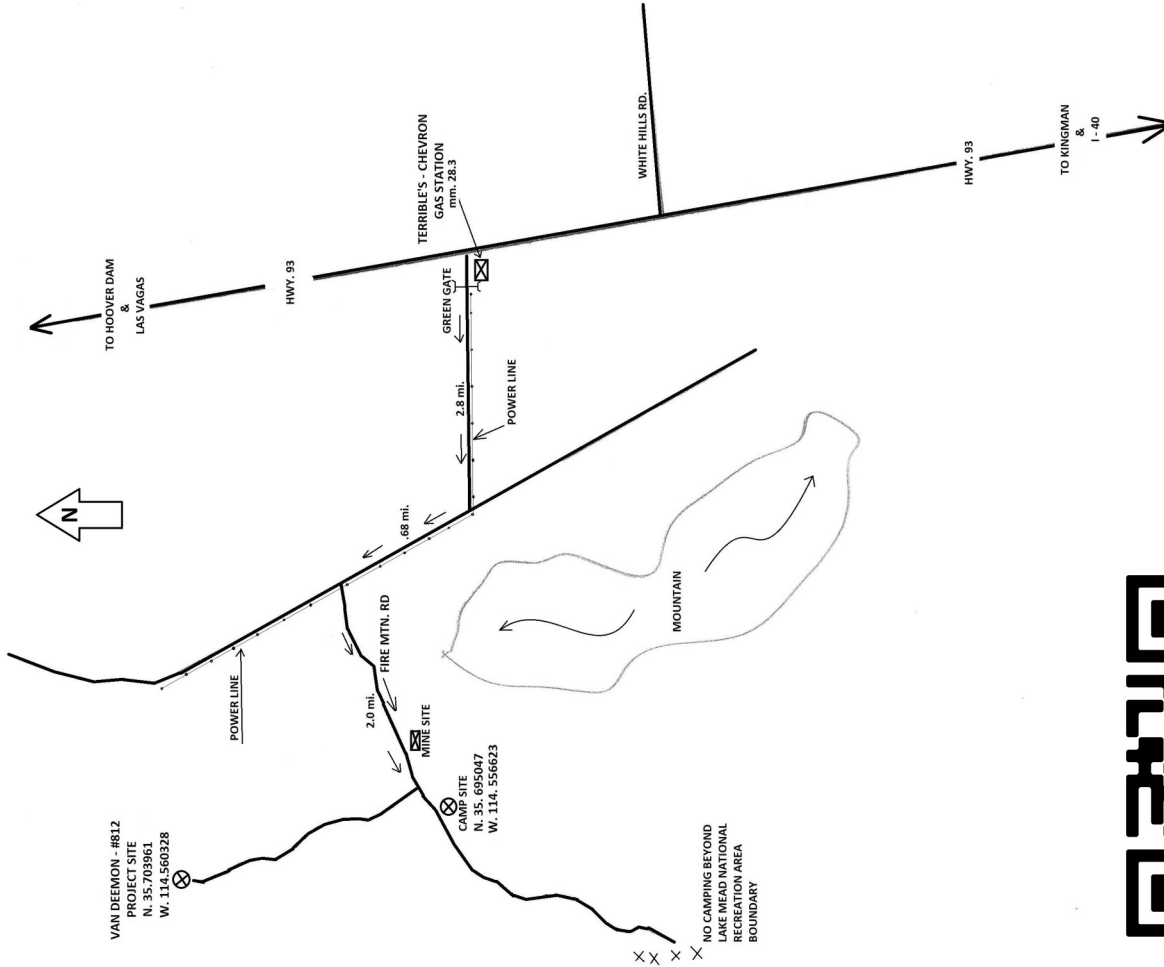 TO HOOVER DAM
&
LAS VAGAS
HWY. 93
N
TERRIBLE'S - CHEVRON
GAS STATION
mm. 28.3
GREEN GATE
2.8 mi.
POWER LINE
WHITE HILLS RD.
HWY. 93
TO KINGMAN
&
I - 40
.68 mi.
POWER LINE
FIRE MTN. RD
2.0 mi.
MINE SITE
MOUNTAIN
VAN DEEMON - #812
PROJECT SITE
N. 35.703961
W. 114.560328
CAMP SITE
N. 35. 695047
W. 114. 556623
NO CAMPING BEYOND
LAKE MEAD NATIONAL
RECREATION AREA
BOUNDARY